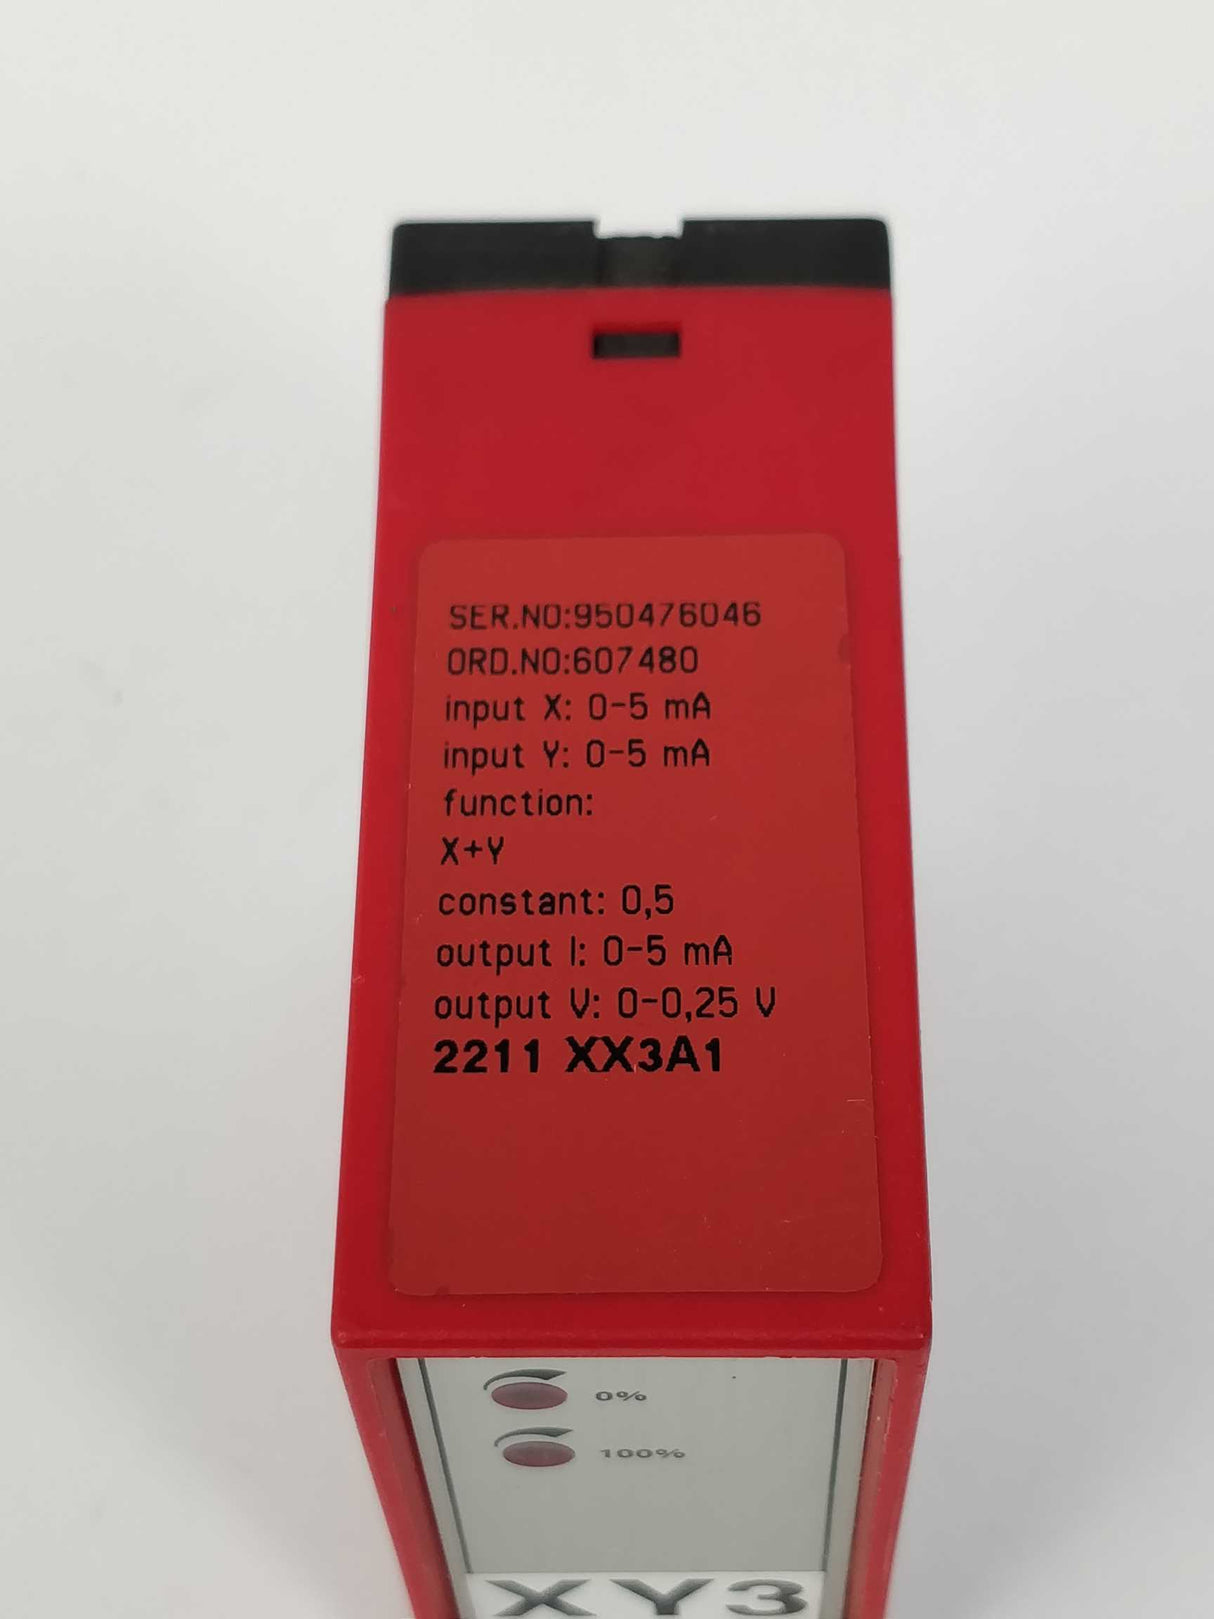 SER.NO:950476046
ORD.NO:607480
input X: 0-5 mA
input Y: 0-5 mA
function:
X+Y
constant: 0,5
output I: 0-5 mA
output V: 0-0,25 V
2211 XX3A1
0%
100%
XY3